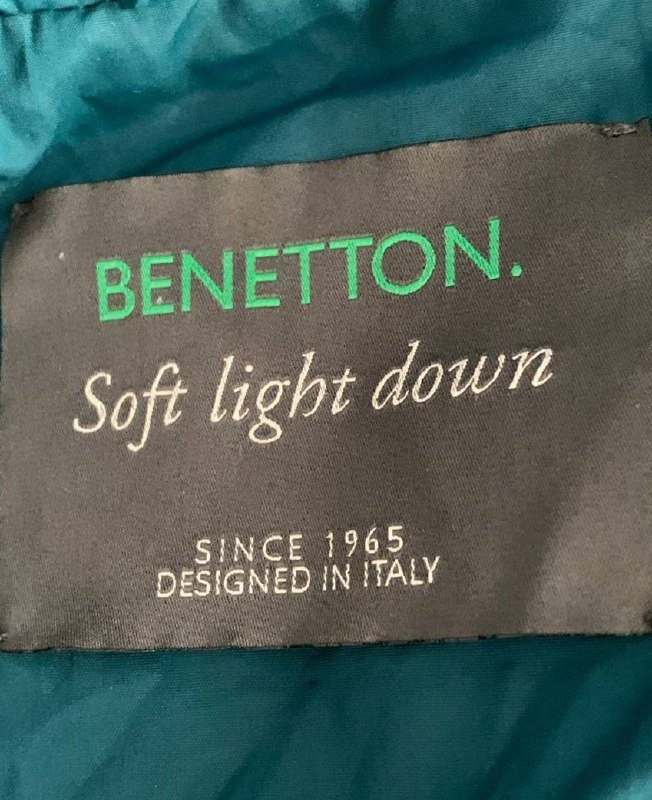 BENETTON.
Soft light down
SINCE 1965
DESIGNED IN ITALY